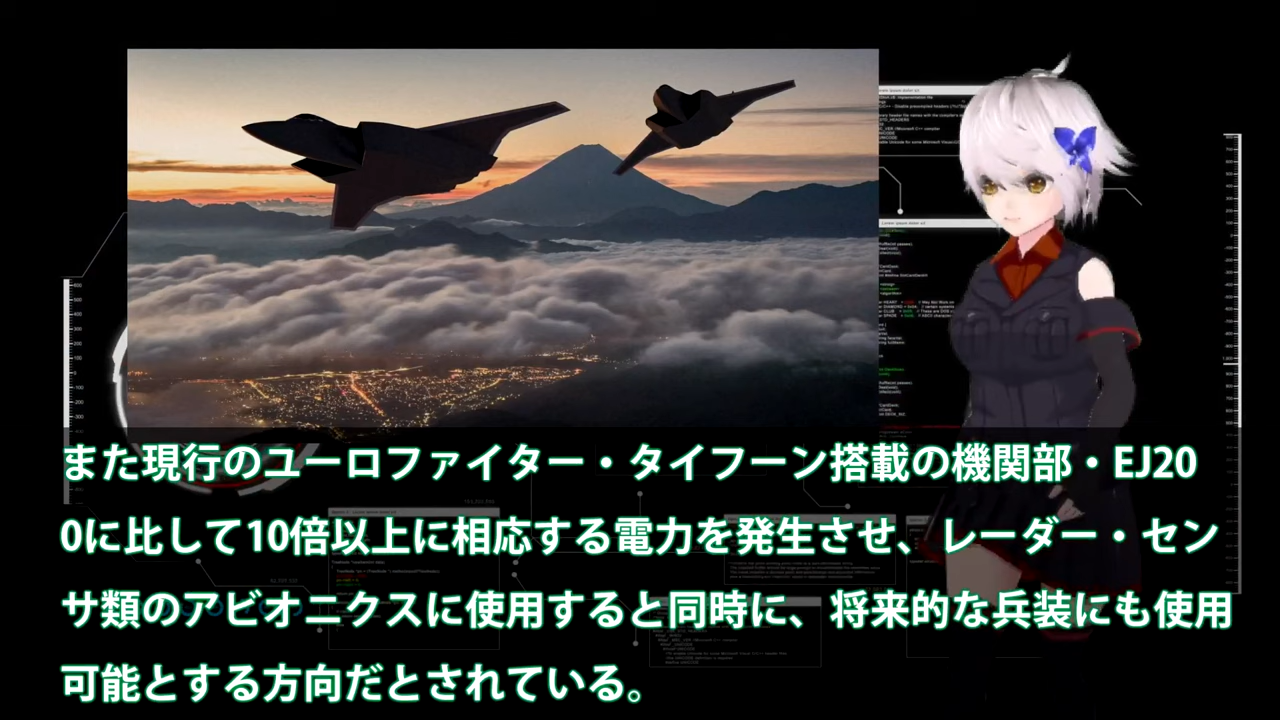 また現行のユーロファイター・タイフーン搭載の機関部・EJ20
0に比して10倍以上に相応する電力を発生させ、レーダー・セン
サ類のアビオニクスに使用すると同時に、将来的な兵装にも使用
可能とする方向だとされている。